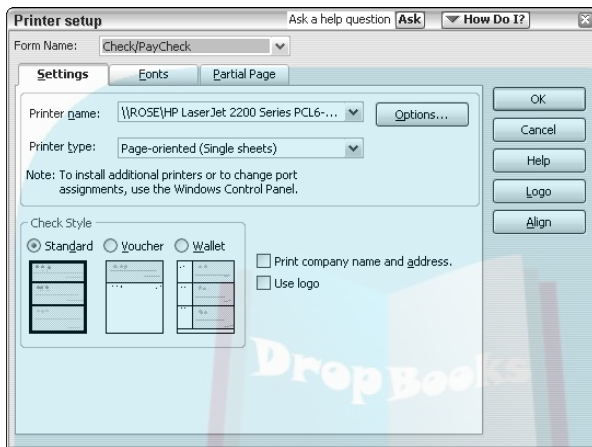 Printer setup Ask a help question Ask How Do I?
Form Name: Check/PayCheck
Settings Fonts Partial Page
Printer name: \\ROSE\HP LaserJet 2200 Series PCL6-... Options...
Printer type: Page-oriented (Single sheets)
Note: To install additional printers or to change port
assignments, use the Windows Control Panel.
OK
Cancel
Help
Logo
Align
Check Style
Standard Voucher Wallet
Print company name and address.
Use logo
Drop Books